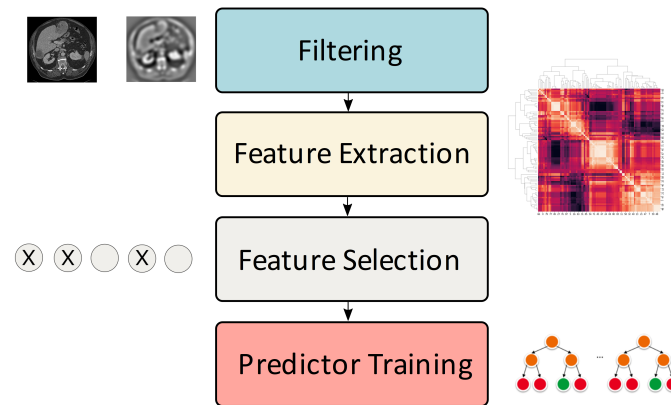 Filtering
Feature Extraction
X X X
Feature Selection
Predictor Training
...